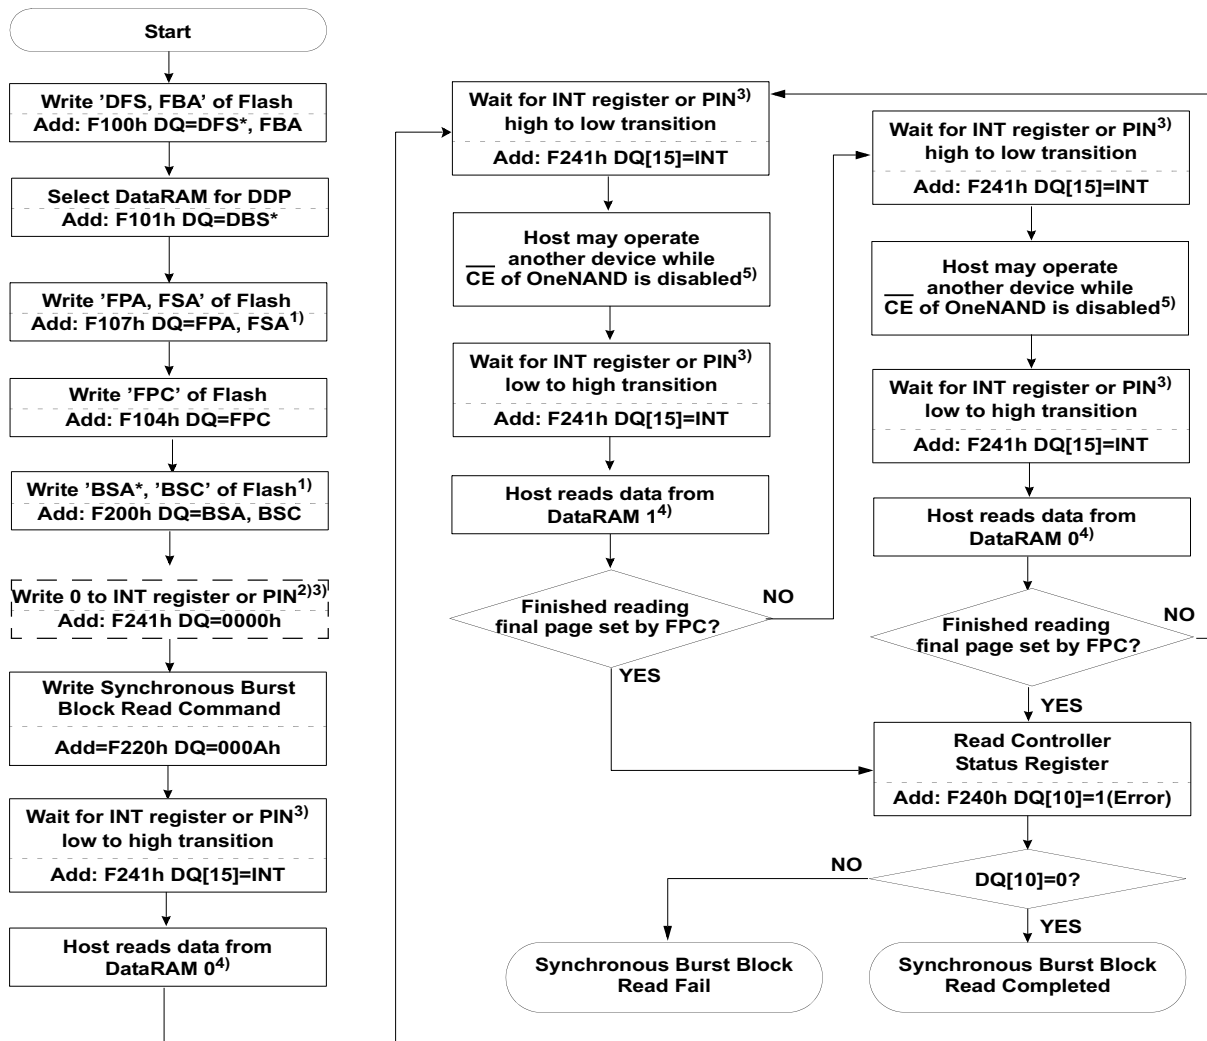 Start
Write ’DFS, FBA’ of Flash
Add: F100h DQ=DFS*, FBA
Select DataRAM for DDP
Add: F101h DQ=DBS*
Write ’FPA, FSA’ of Flash
Add: F107h DQ=FPA, FSA1)
Write ’FPC’ of Flash
Add: F104h DQ=FPC
Write ’BSA*, ’BSC’ of Flash1)
Add: F200h DQ=BSA, BSC
Write 0 to INT register or PIN2)3)
Add: F241h DQ=0000h
Write Synchronous Burst
Block Read Command
Add=F220h DQ=000Ah
Wait for INT register or PIN3)
low to high transition
Add: F241h DQ[15]=INT
Host reads data from
DataRAM 04)
Wait for INT register or PIN3)
high to low transition
Add: F241h DQ[15]=INT
Host may operate
another device while
CE of OneNAND is disabled5)
Wait for INT register or PIN3)
low to high transition
Add: F241h DQ[15]=INT
Host reads data from
DataRAM 14)
Finished reading
final page set by FPC?
NO
YES
Wait for INT register or PIN3)
high to low transition
Add: F241h DQ[15]=INT
Host may operate
another device while
CE of OneNAND is disabled5)
Wait for INT register or PIN3)
low to high transition
Add: F241h DQ[15]=INT
Host reads data from
DataRAM 04)
Finished reading
final page set by FPC?
NO
YES
Read Controller
Status Register
Add: F240h DQ[10]=1(Error)
DQ[10]=0?
NO
YES
Synchronous Burst Block
Read Fail
Synchronous Burst Block
Read Completed